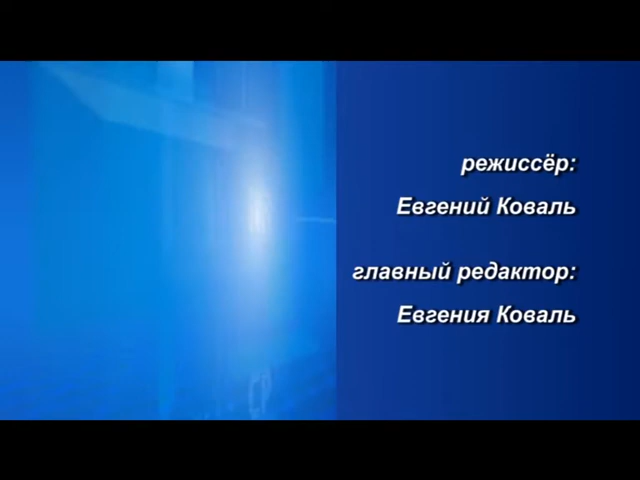 режиссёр:
Евгений Коваль
главный редактор:
Евгения Коваль